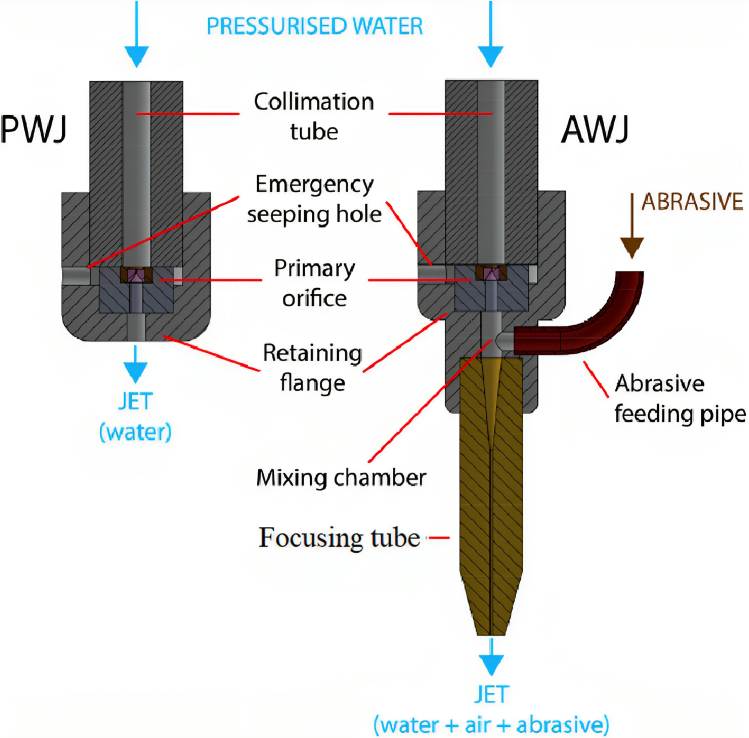 PRESSURISED WATER
PWJ
Collimation
tube
AWJ
Emergency
seeping hole
ABRASIVE
Primary
orifice
Retaining
flange
Abrasive
feeding pipe
JET
(water)
Mixing chamber
Focusing tube
JET
(water + air + abrasive)